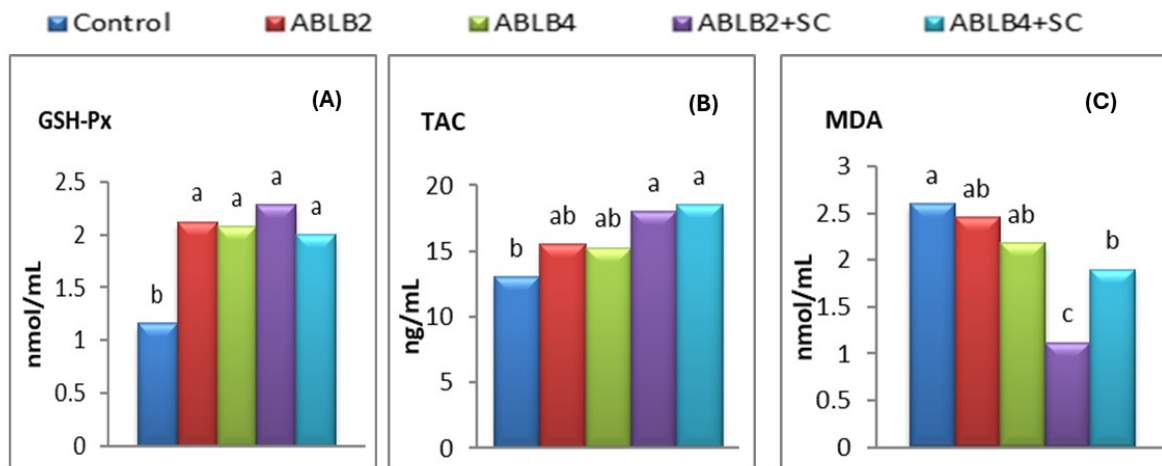 Control ABLB2 ABLB4 ABLB2+SC ABLB4+SC
(A)
GSH-Px
nmol/mL
2.5
2
1.5
1
0.5
0
b a a a a
(B)
TAC
ng/mL
20
15
10
5
0
b ab ab a a
(C)
MDA
nmol/mL
3
2.5
2
1.5
1
0.5
0
a ab ab c b